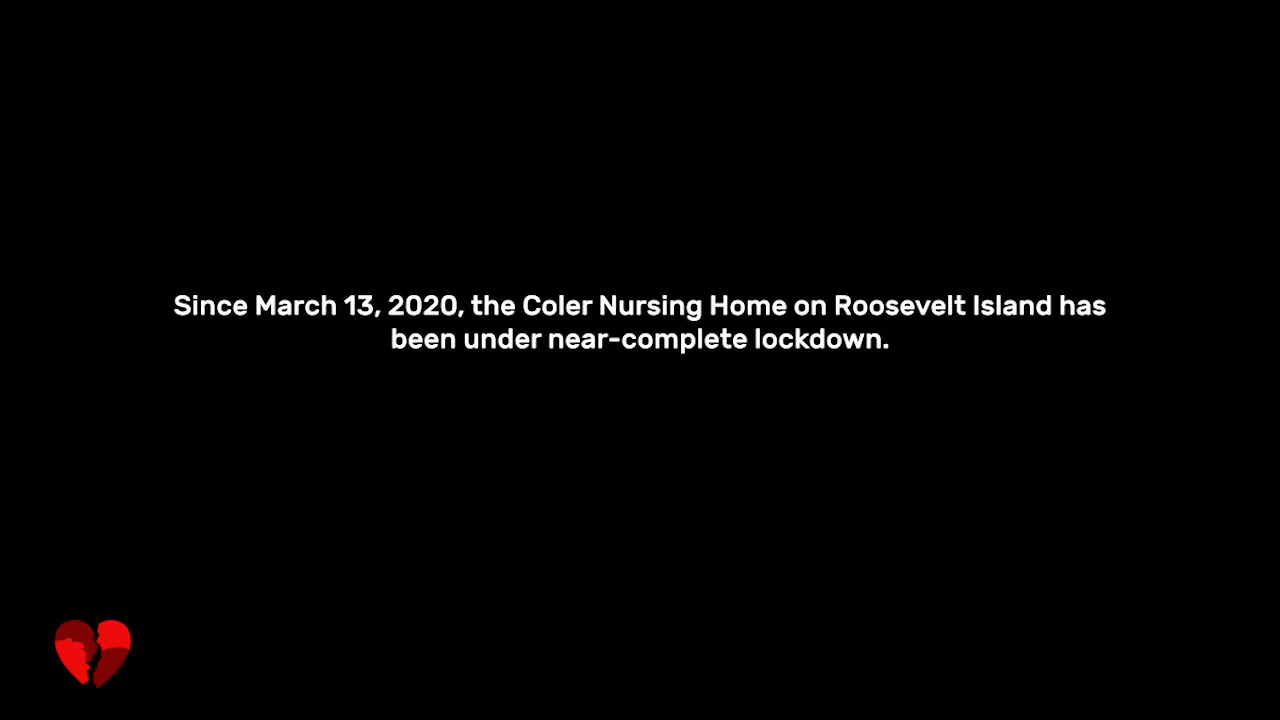 Since March 13, 2020, the Coler Nursing Home on Roosevelt Island has
been under near-complete lockdown.